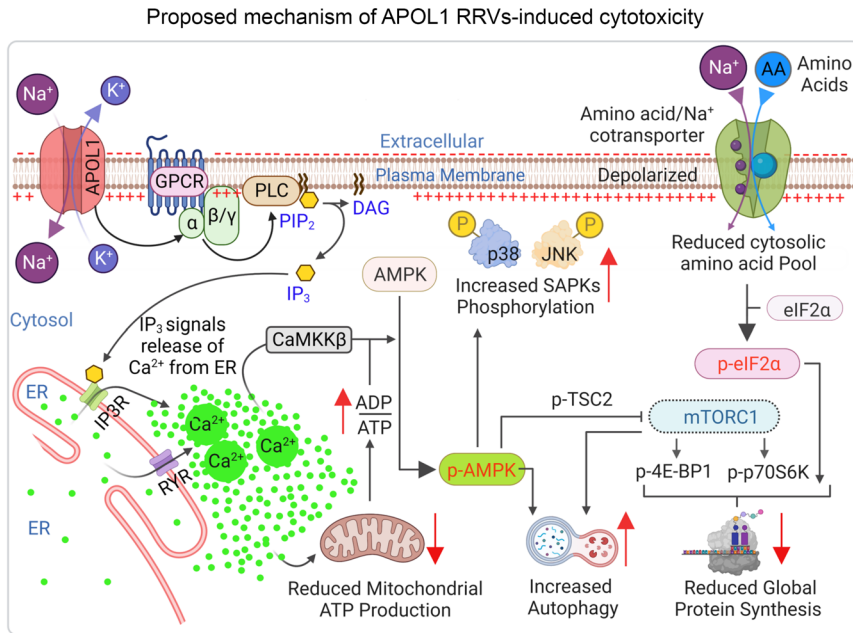 Proposed mechanism of APOL1 RRVs-induced cytotoxicity
Na⁺
K⁺
APOL1
Na⁺
K⁺
GPCR
α
β/γ
PLC
PIP₂
DAG
IP₃
Extracellular
Plasma Membrane
Depolarized
Amino acid/Na⁺
cotransporter
Na⁺
AA
Amino
Acids
Reduced cytosolic
amino acid Pool
eIF2α
p-eIF2α
P
p38
JNK
P
Increased SAPKs
Phosphorylation
AMPK
Cytosol
IP₃ signals
release of
Ca²⁺ from ER
CaMKKβ
ER
IP3R
RYR
ER
Ca²⁺
Ca²⁺
Ca²⁺
ADP
ATP
p-TSC2
mTORC1
p-AMPK
p-4E-BP1
p-p70S6K
Reduced Mitochondrial
ATP Production
Increased
Autophagy
Reduced Global
Protein Synthesis